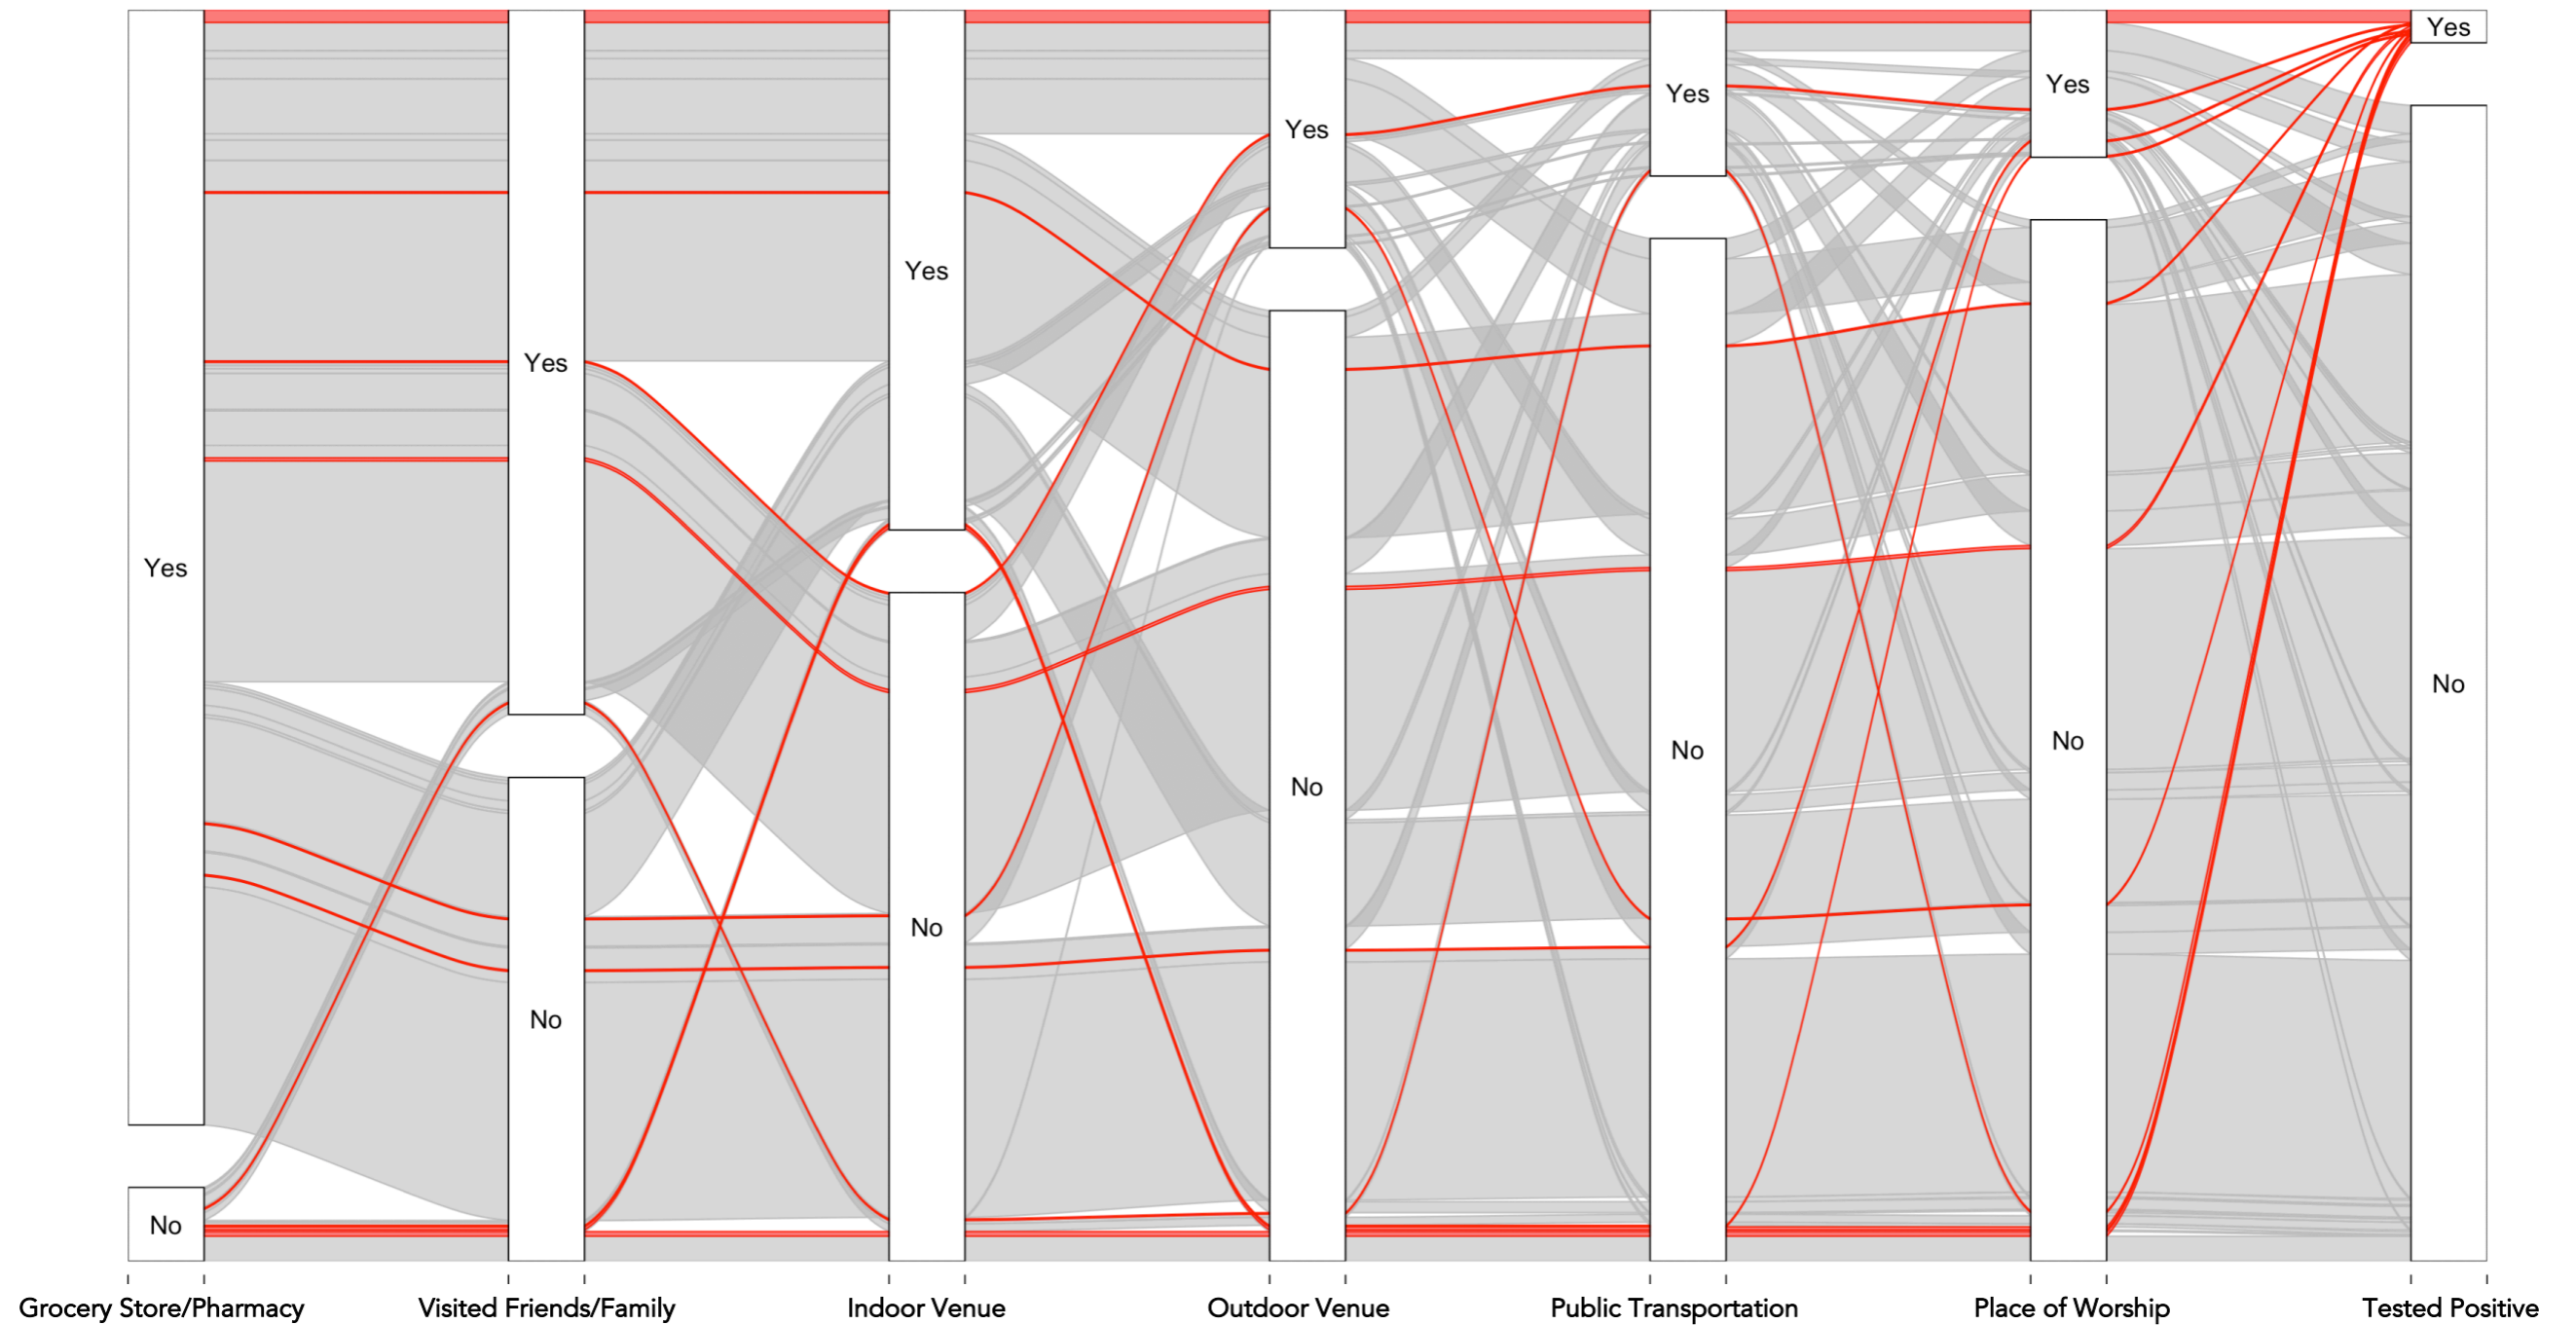 Yes
Yes
Yes
Yes
Yes
Yes
Yes
No
No
No
No
No
No
No
Grocery Store/Pharmacy
Visited Friends/Family
Indoor Venue
Outdoor Venue
Public Transportation
Place of Worship
Tested Positive